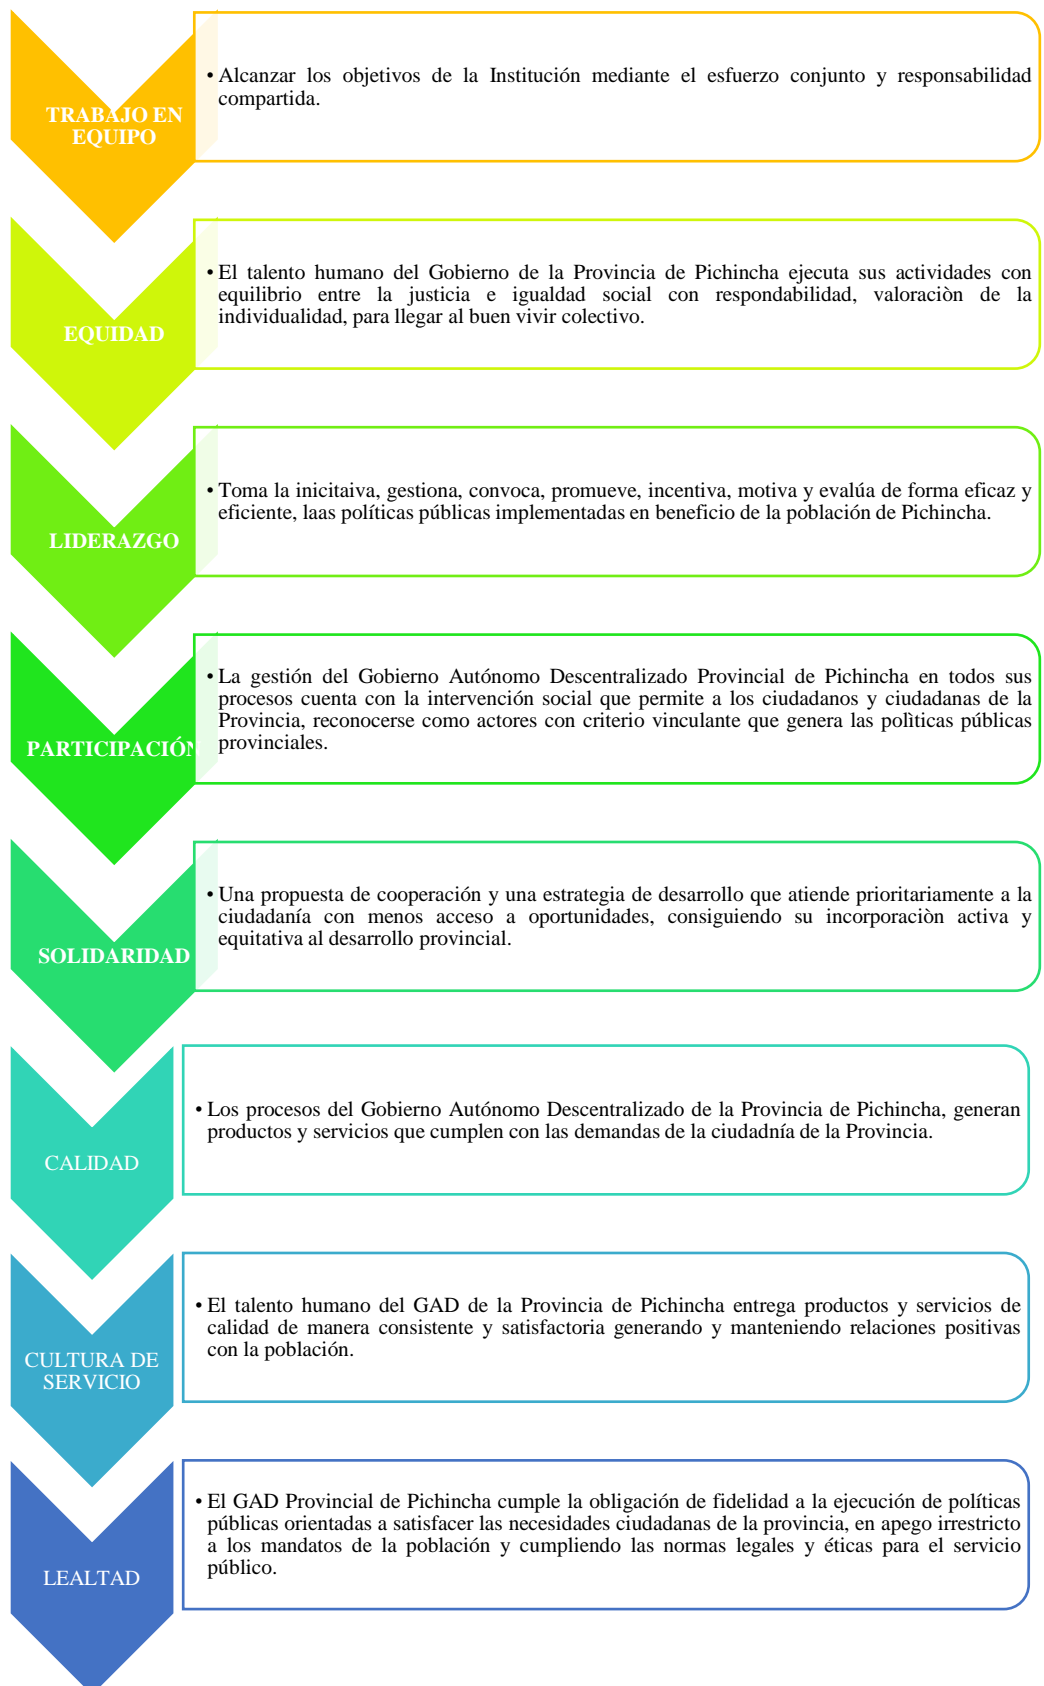 TRABAJO EN
EQUIPO
• Alcanzar los objetivos de la Institución mediante el esfuerzo conjunto y responsabilidad
compartida.
EQUIDAD
• El talento humano del Gobierno de la Provincia de Pichincha ejecuta sus actividades con
equilibrio entre la justicia e igualdad social con respondabilidad, valoraciòn de la
individualidad, para llegar al buen vivir colectivo.
LIDERAZGO
• Toma la inicitaiva, gestiona, convoca, promueve, incentiva, motiva y evalúa de forma eficaz y
eficiente, laas políticas públicas implementadas en beneficio de la población de Pichincha.
PARTICIPACIÓN
• La gestión del Gobierno Autónomo Descentralizado Provincial de Pichincha en todos sus
procesos cuenta con la intervención social que permite a los ciudadanos y ciudadanas de la
Provincia, reconocerse como actores con criterio vinculante que genera las polìticas públicas
provinciales.
SOLIDARIDAD
• Una propuesta de cooperación y una estrategia de desarrollo que atiende prioritariamente a la
ciudadanía con menos acceso a oportunidades, consiguiendo su incorporaciòn activa y
equitativa al desarrollo provincial.
CALIDAD
• Los procesos del Gobierno Autónomo Descentralizado de la Provincia de Pichincha, generan
productos y servicios que cumplen con las demandas de la ciudadnía de la Provincia.
CULTURA DE
SERVICIO
• El talento humano del GAD de la Provincia de Pichincha entrega productos y servicios de
calidad de manera consistente y satisfactoria generando y manteniendo relaciones positivas
con la población.
LEALTAD
• El GAD Provincial de Pichincha cumple la obligación de fidelidad a la ejecución de políticas
públicas orientadas a satisfacer las necesidades ciudadanas de la provincia, en apego irrestricto
a los mandatos de la población y cumpliendo las normas legales y éticas para el servicio
público.